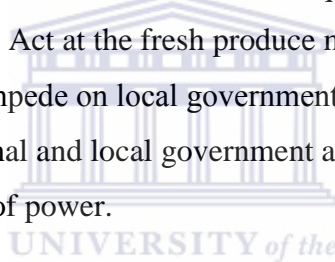 Act at the fresh produce m
npede on local government
nal and local government a
of power.
UNIVERSITY of the